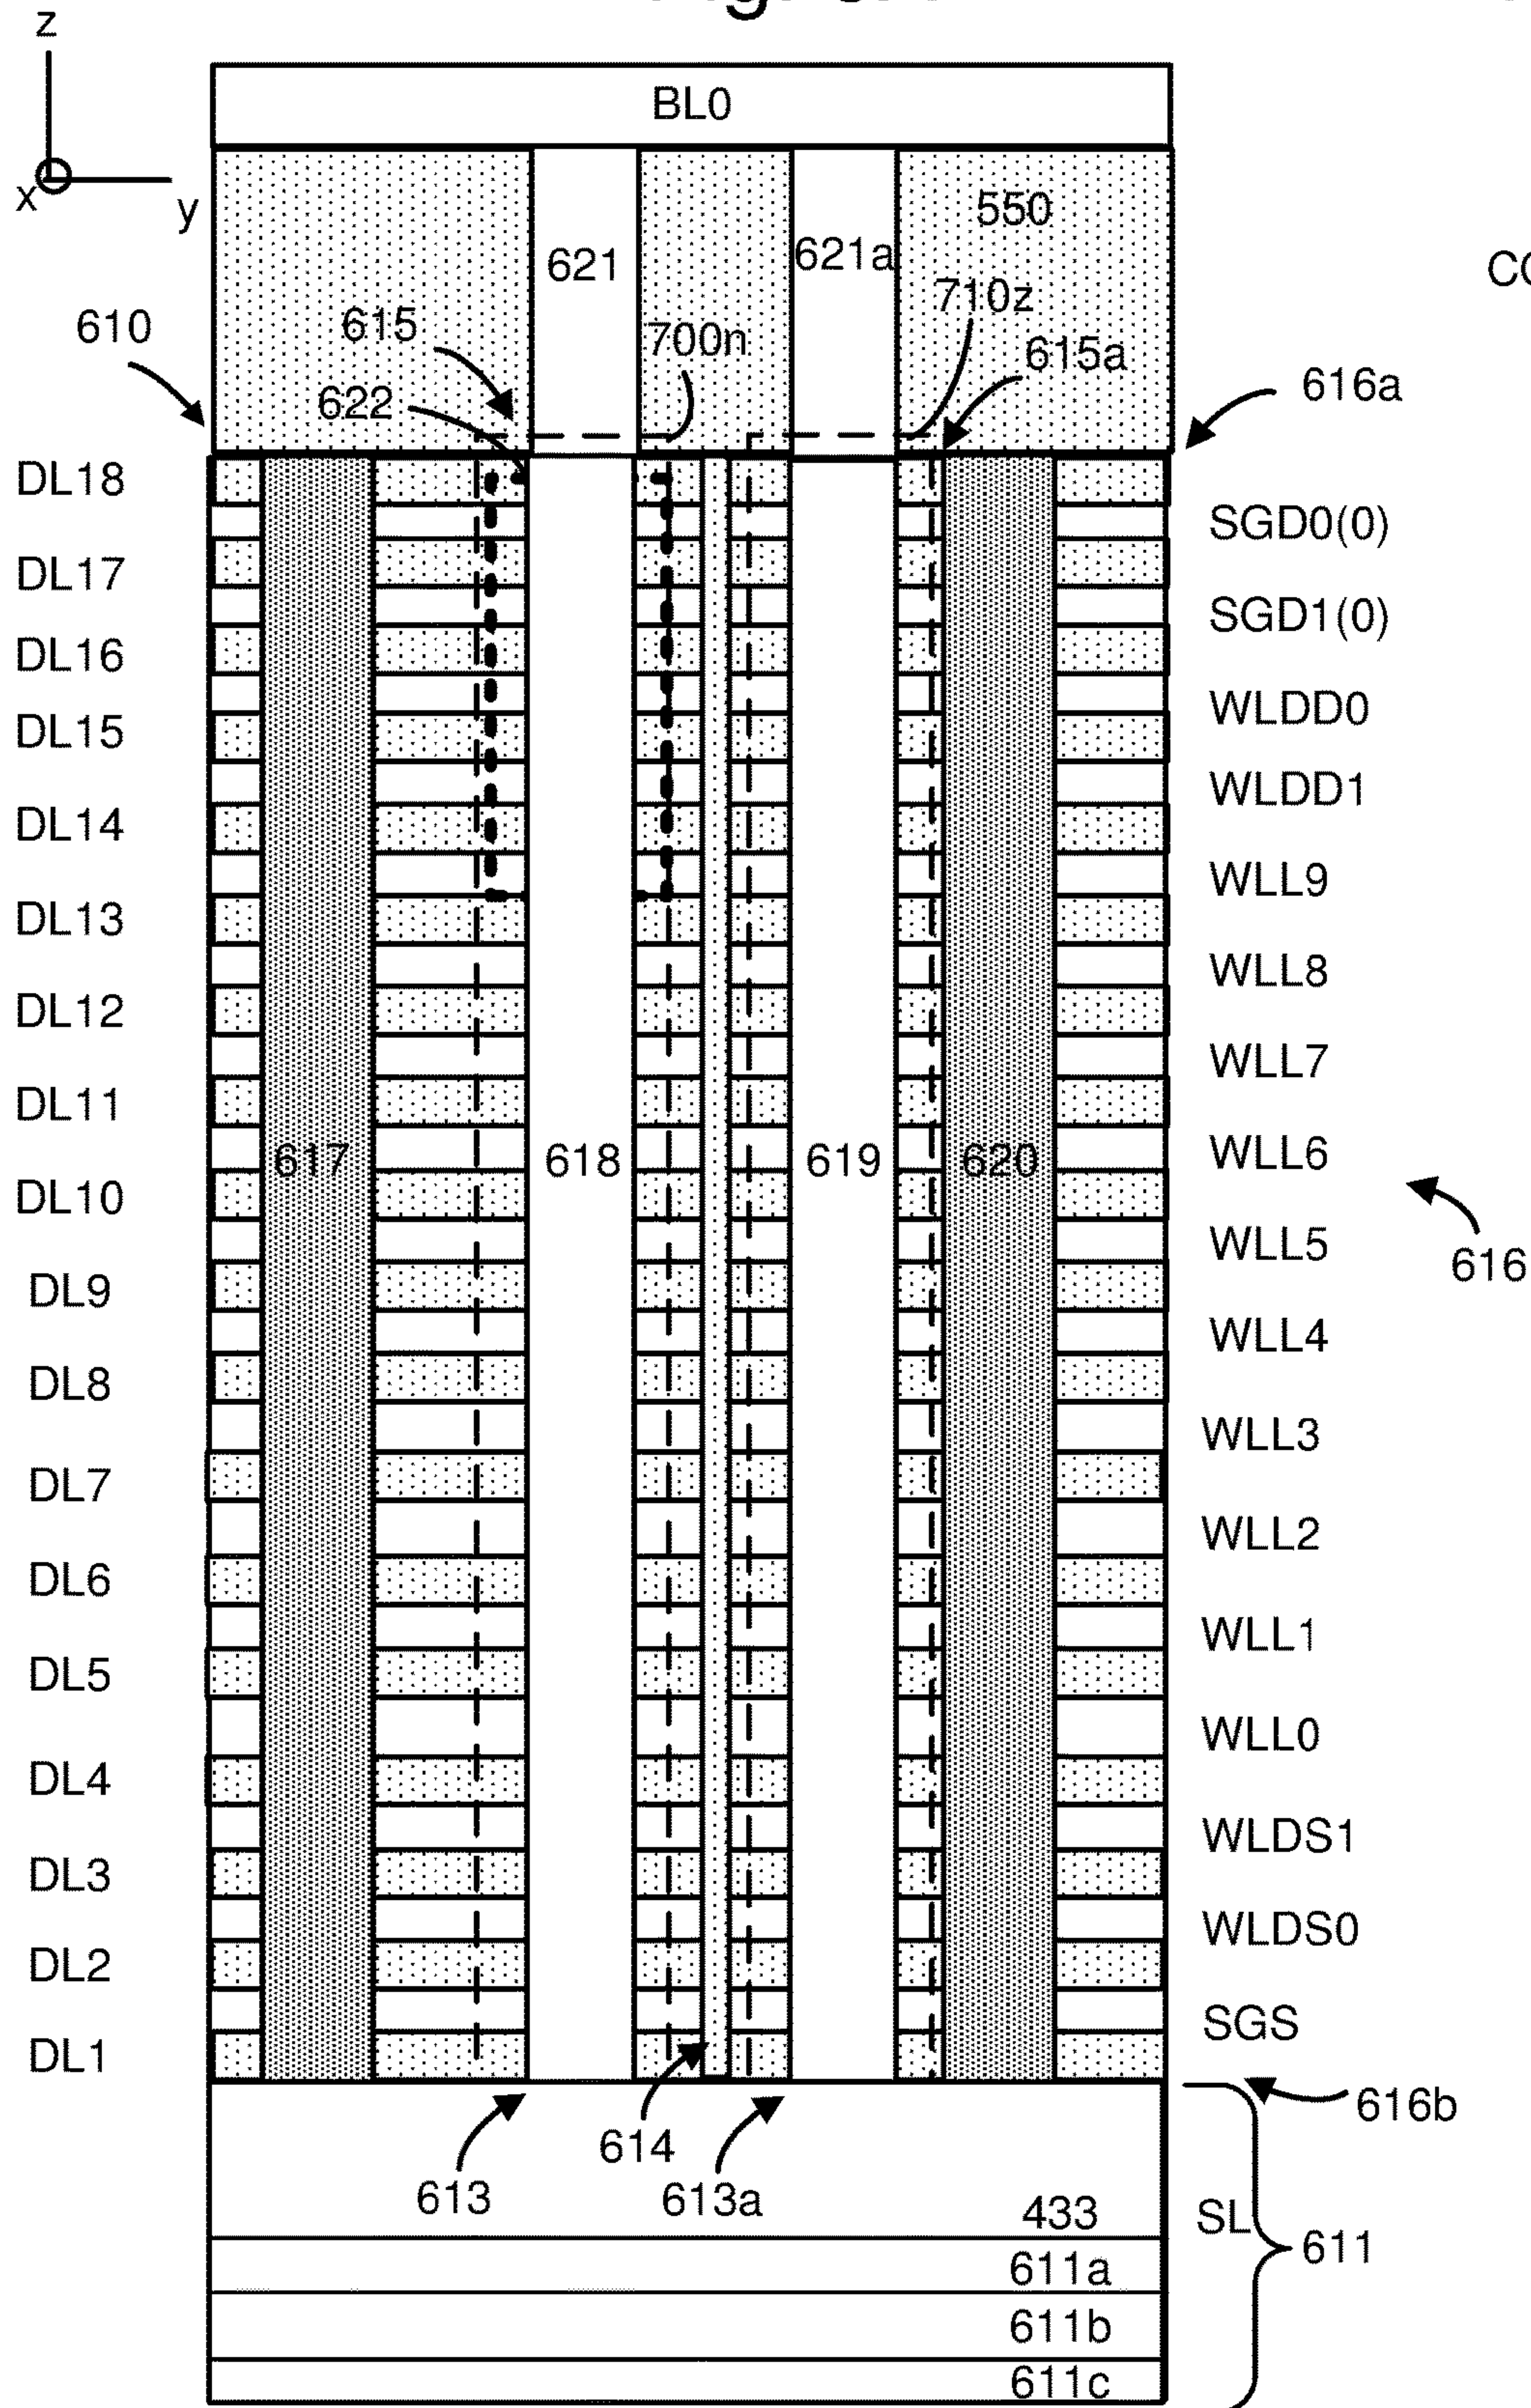 z
BL0
x
y
550
621
621a
CO
710z
610
615
700n
615a
616a
622
DL18
SGD0(0)
DL17
SGD1(0)
DL16
WLDD0
DL15
WLDD1
DL14
WLL9
DL13
WLL8
DL12
WLL7
DL11
617
618
619
620
WLL6
DL10
WLL5
616
DL9
WLL4
DL8
WLL3
DL7
WLL2
DL6
WLL1
DL5
WLL0
DL4
WLDS1
DL3
WLDS0
DL2
SGS
DL1
616b
614
613
613a
433
SL
611
611a
611b
611c